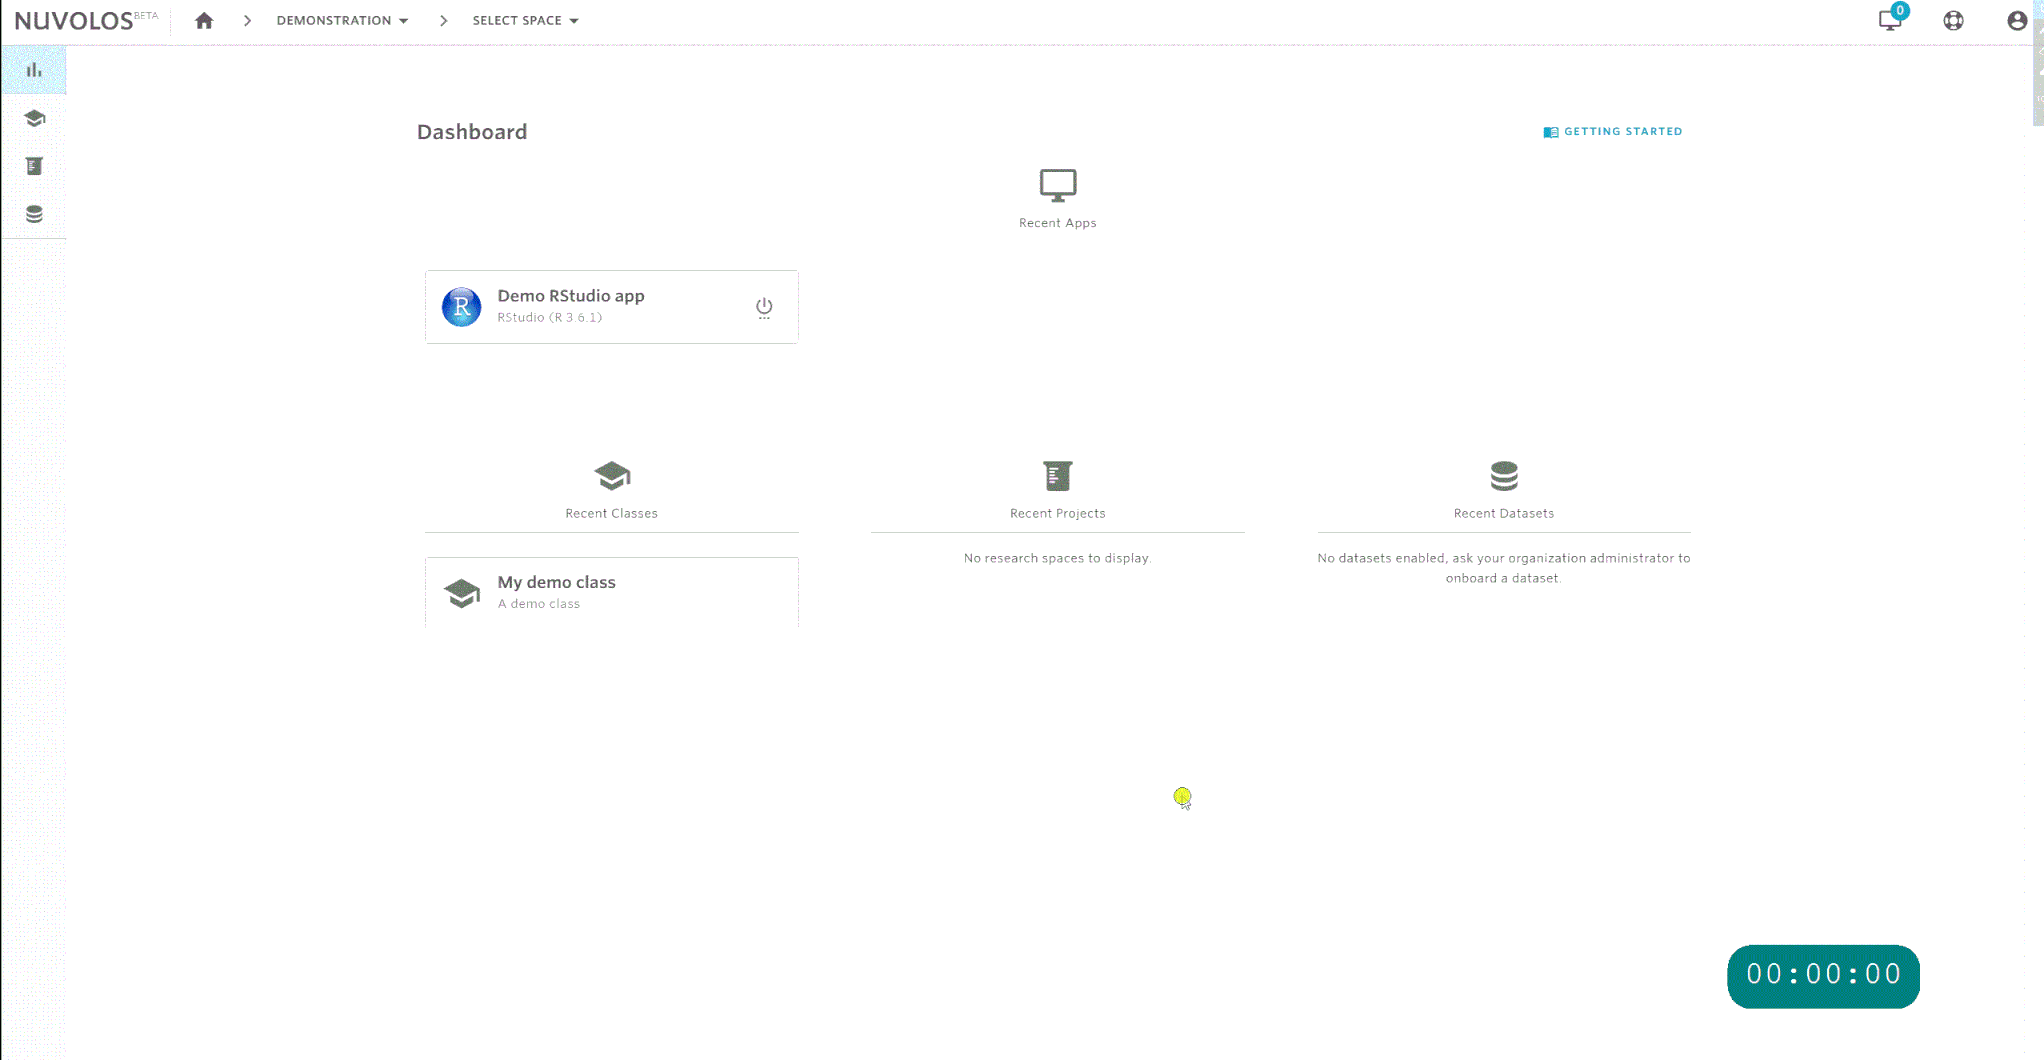 NUVOLOS BETA
DEMONSTRATION
SELECT SPACE
0
Dashboard
GETTING STARTED
Recent Apps
R
Demo RStudio app
RStudio (R 3.6.1)
Recent Classes
Recent Projects
Recent Datasets
My demo class
A demo class
No research spaces to display.
No datasets enabled, ask your organization administrator to
onboard a dataset.
00:00:00